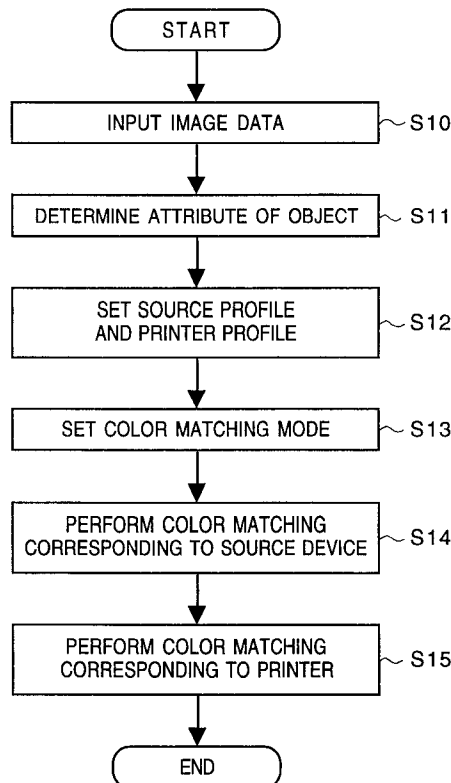 START
INPUT IMAGE DATA
S10
DETERMINE ATTRIBUTE OF OBJECT
S11
SET SOURCE PROFILE
AND PRINTER PROFILE
S12
SET COLOR MATCHING MODE
S13
PERFORM COLOR MATCHING
CORRESPONDING TO SOURCE DEVICE
S14
PERFORM COLOR MATCHING
CORRESPONDING TO PRINTER
S15
END